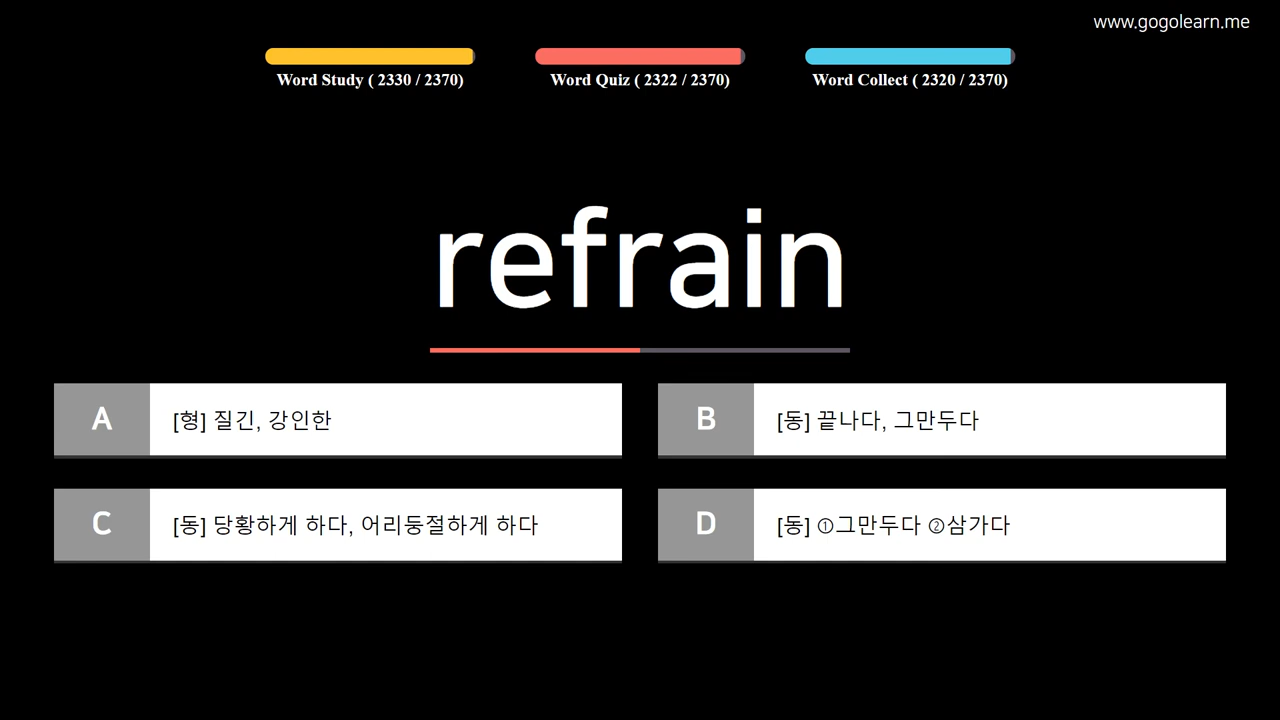 www.gogolearn.me
Word Study ( 2330 / 2370)
Word Quiz ( 2322 / 2370)
Word Collect ( 2320 / 2370)
refrain
A [형] 질긴, 강인한
B [동] 끝나다, 그만두다
C [동] 당황하게 하다, 어리둥절하게 하다
D [동] ①그만두다 ②삼가다